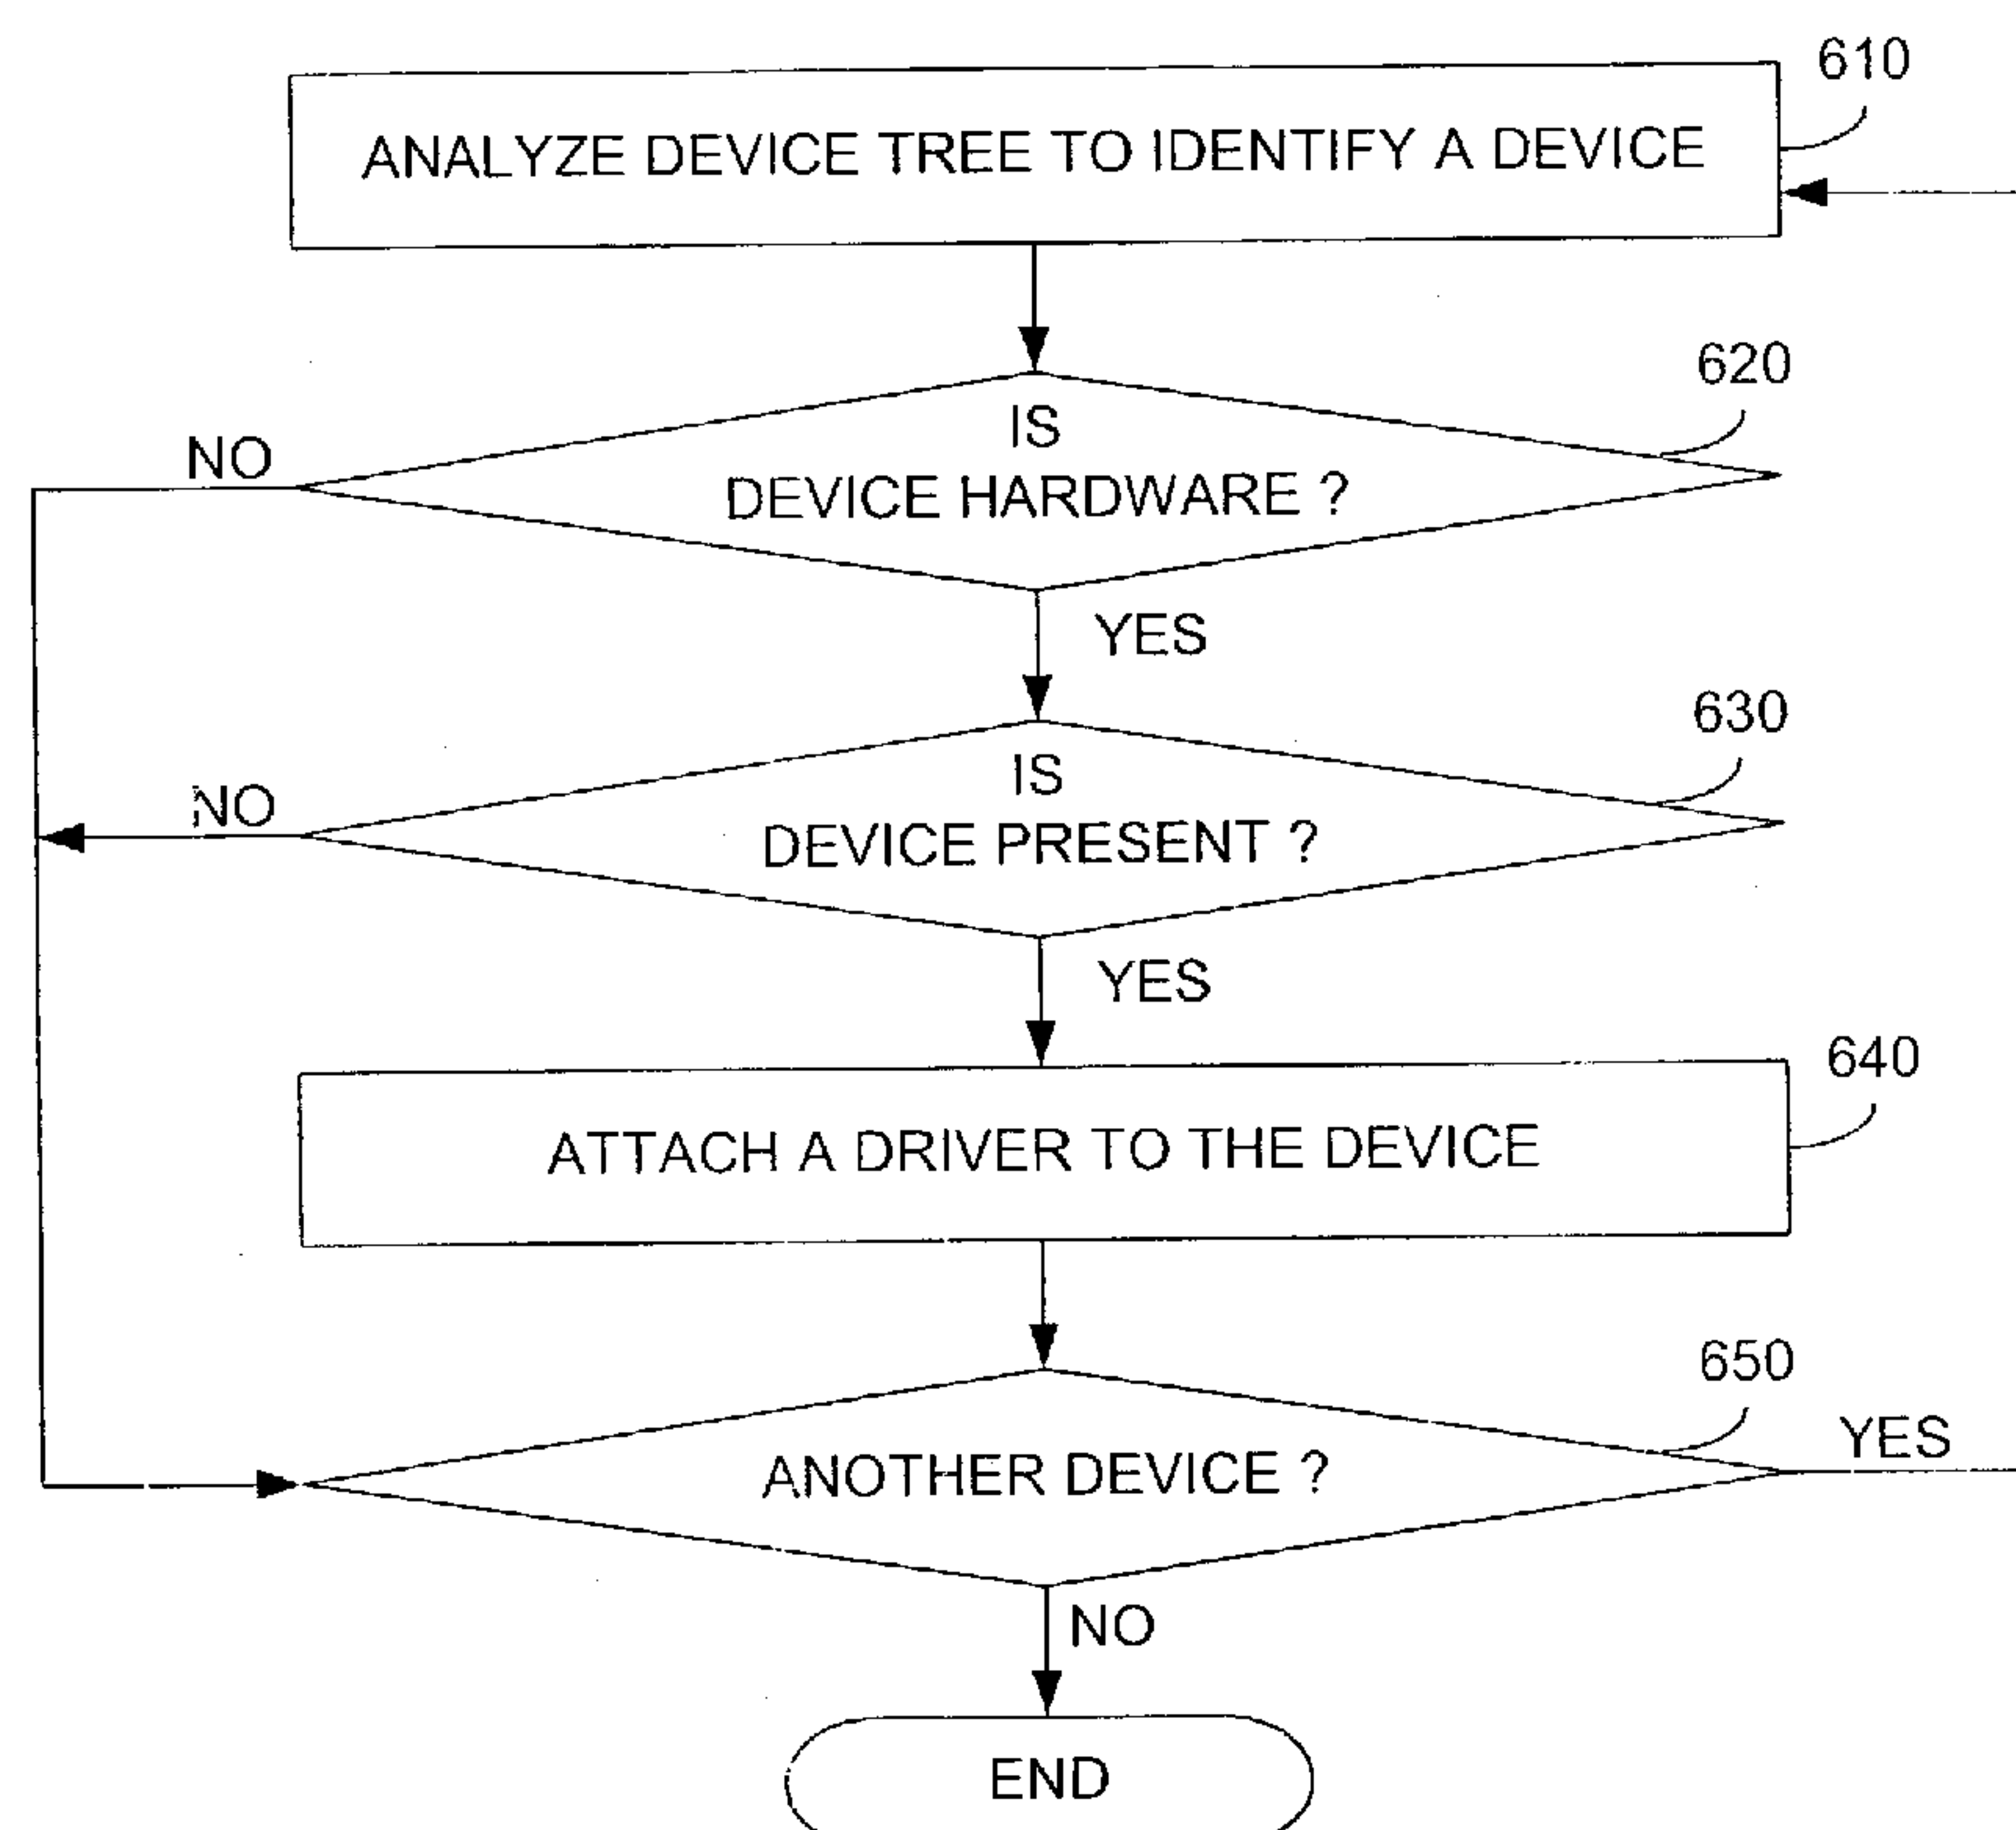 610
ANALYZE DEVICE TREE TO IDENTIFY A DEVICE
620
NO
IS
DEVICE HARDWARE ?
YES
630
NO
IS
DEVICE PRESENT ?
YES
640
ATTACH A DRIVER TO THE DEVICE
650
YES
ANOTHER DEVICE ?
NO
END